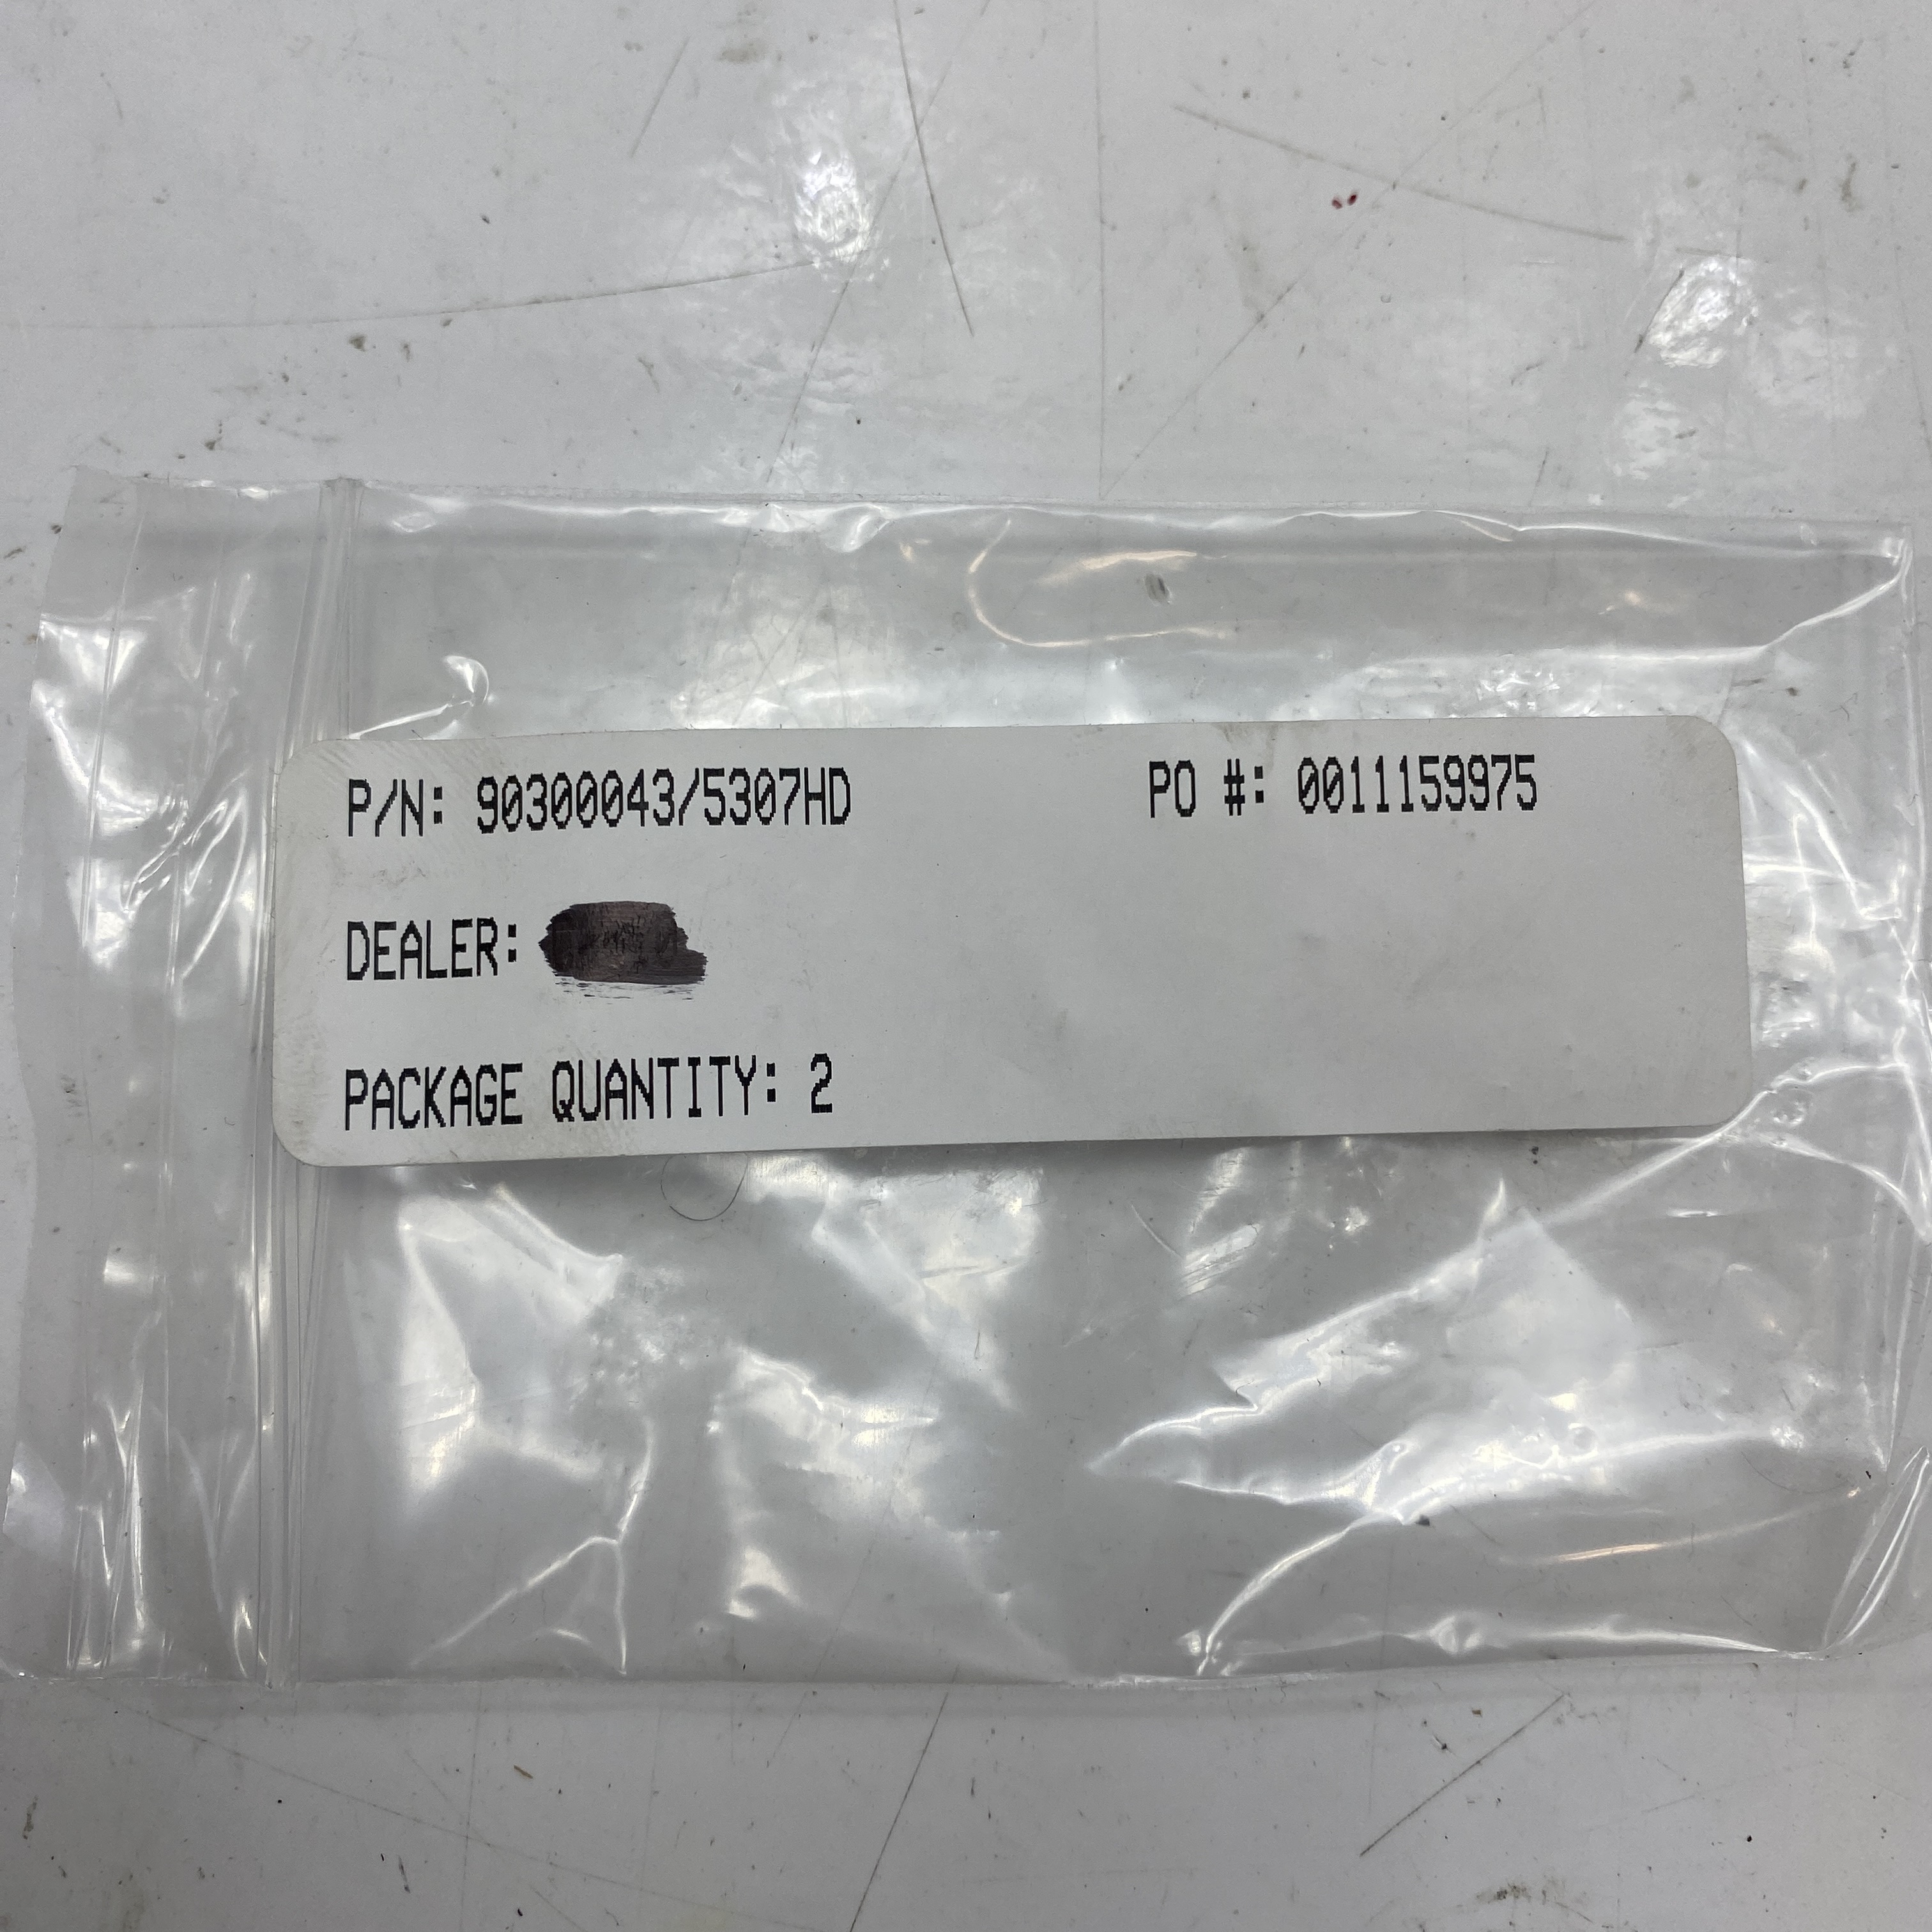 P/N: 90300043/5307HD PO #: 0011159975
DEALER:
PACKAGE QUANTITY: 2